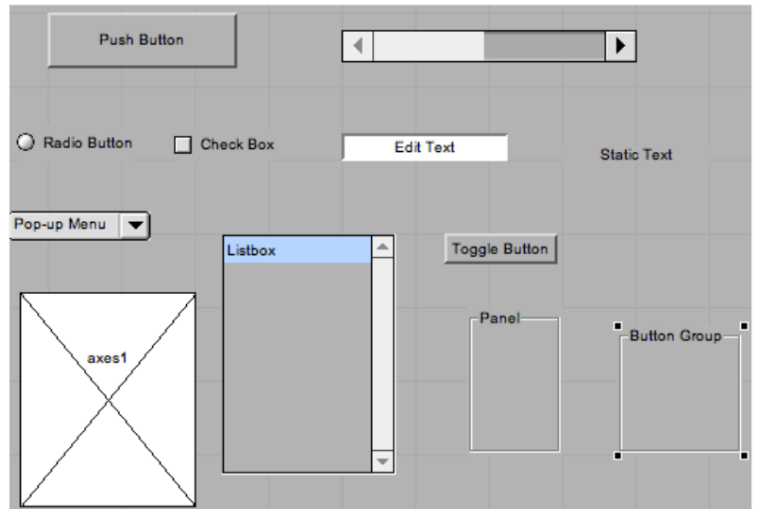 Push Button
Radio Button
Check Box
Edit Text
Static Text
Pop-up Menu
Listbox
Toggle Button
Panel
Button Group
axes1